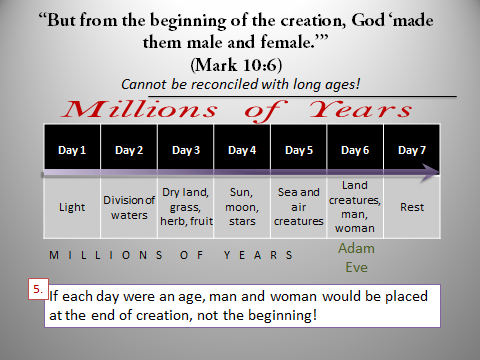 “But from the beginning of the creation, God ‘made
them male and female.’”
(Mark 10:6)
Cannot be reconciled with long ages!
Millions of Years
Day 1 Day 2 Day 3 Day 4 Day 5 Day 6 Day 7
Light
Division of
waters
Dry land,
grass,
herb, fruit
Sun,
moon,
stars
Sea and
air
creatures
Land
creatures,
man,
woman
Rest
MILLIONS OF YEARS
Adam
Eve
5.
If each day were an age, man and woman would be placed
at the end of creation, not the beginning!